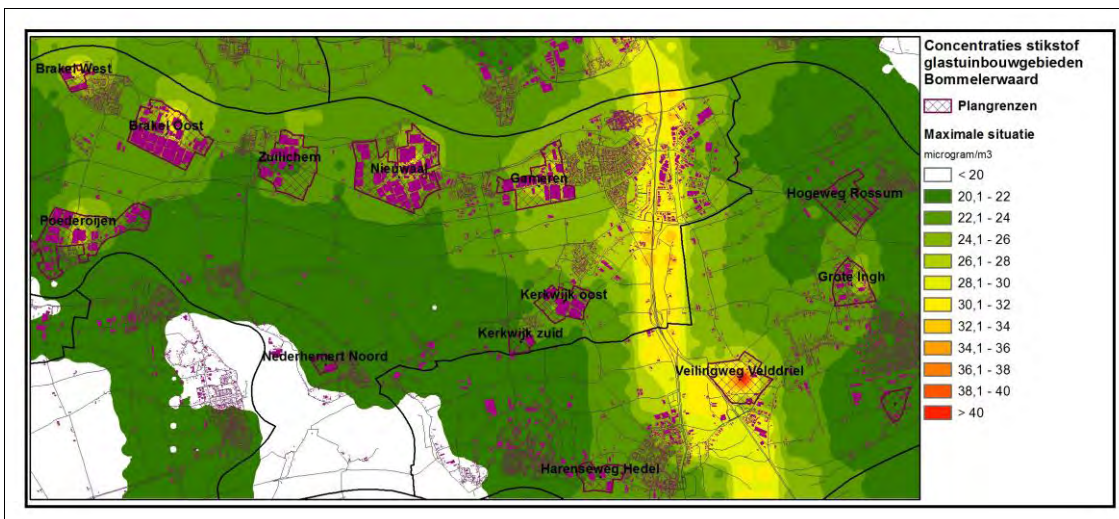 Concentraties stikstof
glastuinbouwgebieden
Bommelerwaard
Plangrenzen
Maximale situatie
microgram/m3
< 20
20,1 - 22
22,1 - 24
24,1 - 26
26,1 - 28
28,1 - 30
30,1 - 32
32,1 - 34
34,1 - 36
36,1 - 38
38,1 - 40
> 40
Brakel West
Brakel Oost
Zuilichem
Nieuwaal
Gameren
Hogeweg Rossum
Poederoijen
Grote Ingh
Kerkwijk oost
Kerkwijk zuid
Nederhemert Noord
Veilingweg Velddriel
Harenseweg Hedel